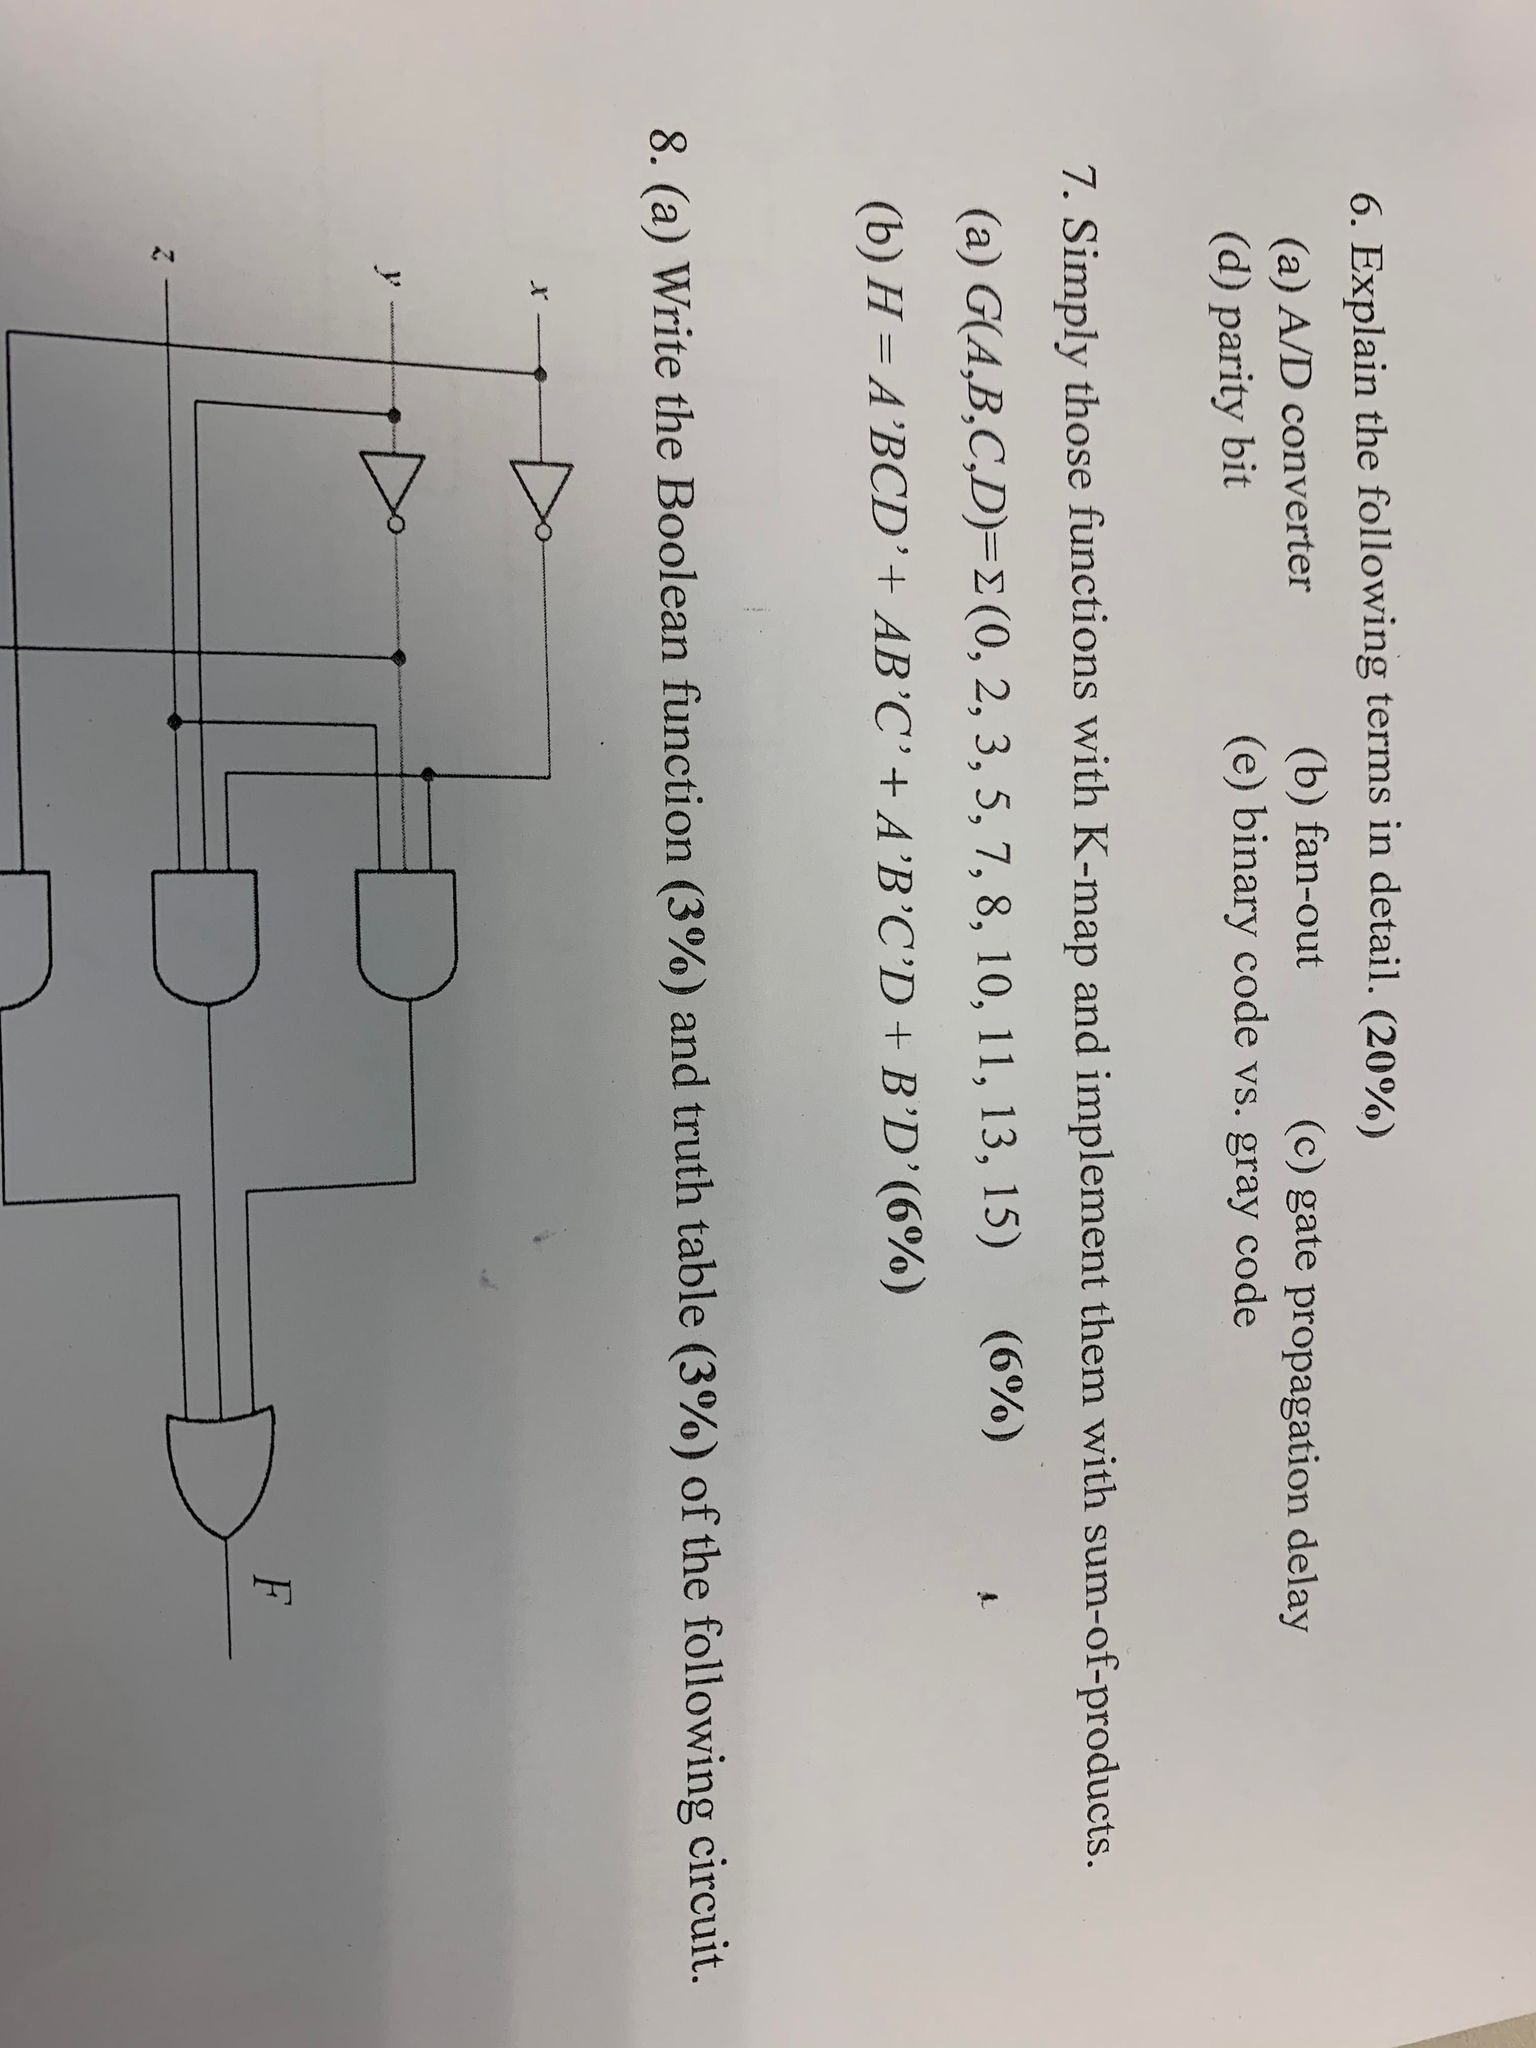 6. Explain the following terms in detail. (20%)
(a) A/D converter (b) fan-out (c) gate propagation delay
(d) parity bit (e) binary code vs. gray code
7. Simply those functions with K-map and implement them with sum-of-products.
(a) G(A,B,C,D)=Σ(0, 2, 3, 5, 7, 8, 10, 11, 13, 15) (6%)
(b) H = A’BCD’+ AB’C’ + A’B’C’D + B’D’ (6%)
8. (a) Write the Boolean function (3%) and truth table (3%) of the following circuit.
x
y
z
F